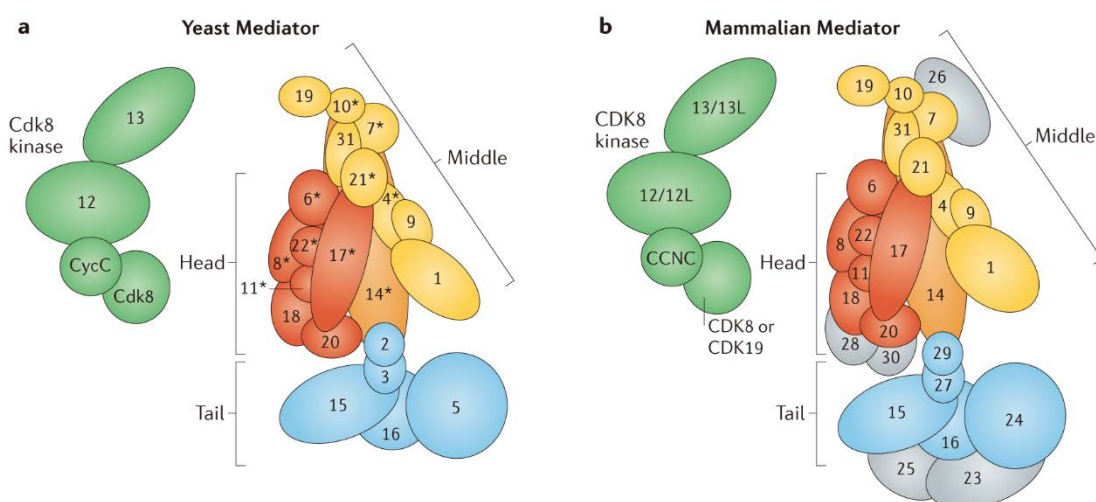 a
Yeast Mediator
Cdk8
kinase
13
12
CycC
Cdk8
19
10*
7*
31
Middle
21*
Head
6*
4*
9
22*
17*
8*
1
11*
14*
18
20
2
3
Tail
15
5
16
b
Mammalian Mediator
CDK8
kinase
13/13L
12/12L
CCNC
CDK8 or
CDK19
26
19
10
7
31
Middle
21
Head
6
4
9
22
8
17
1
11
18
14
20
28
30
29
27
Tail
15
24
16
25
23